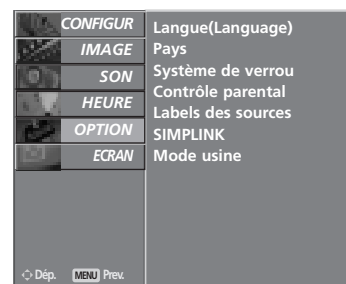 CONFIGUR
IMAGE
SON
HEURE
OPTION
ECRAN
Langue(Language)
Pays
Système de verrou
Contrôle parental
Labels des sources
SIMPLINK
Mode usine
Dép. MENU Prev.